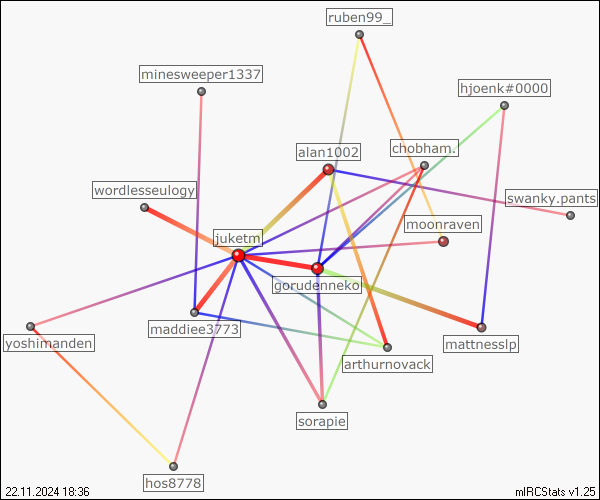 ruben99_
minesweeper1337
hjoenk#0000
chobham.
alan1002
wordlesseulogy
swanky.pants
moonraven
juketm
gorudenneko
maddiee3773
yoshimanden
mattnesslp
arthurnovack
sorapie
hos8778
22.11.2024 18:36
mIRCStats v1.25